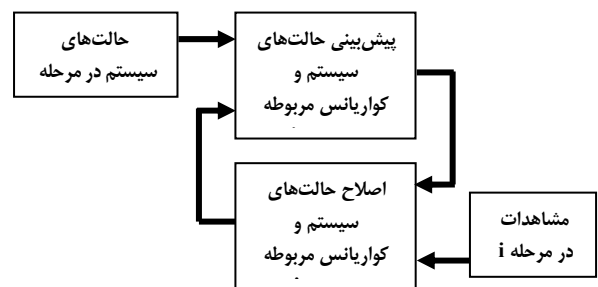 حالت‌های
سیستم در مرحله
پیش‌بینی حالت‌های
سیستم و
کواریانس مربوطه
اصلاح حالت‌های
سیستم و
کواریانس مربوطه
مشاهدات
در مرحله i